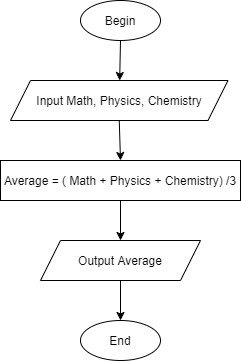 Begin
Input Math, Physics, Chemistry
Average = ( Math + Physics + Chemistry) /3
Output Average
End